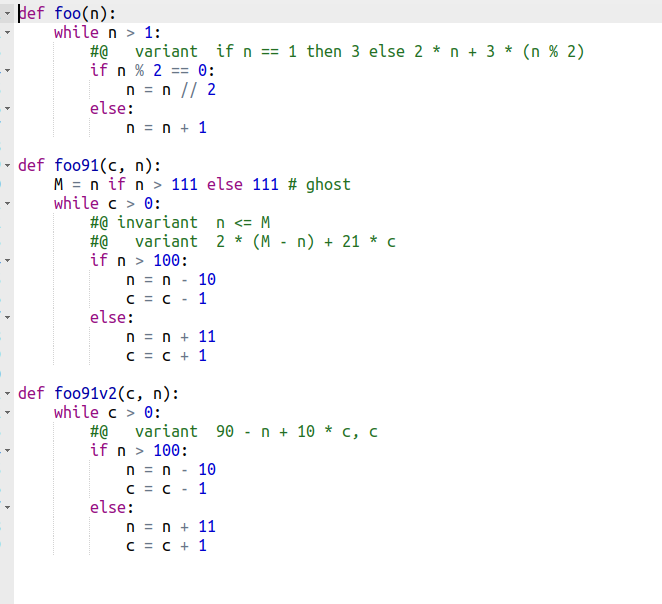 def foo(n):
    while n > 1:
        #@   variant  if n == 1 then 3 else 2 * n + 3 * (n % 2)
        if n % 2 == 0:
            n = n // 2
        else:
            n = n + 1

def foo91(c, n):
    M = n if n > 111 else 111 # ghost
    while c > 0:
        #@ invariant  n <= M
        #@   variant  2 * (M - n) + 21 * c
        if n > 100:
            n = n - 10
            c = c - 1
        else:
            n = n + 11
            c = c + 1

def foo91v2(c, n):
    while c > 0:
        #@   variant  90 - n + 10 * c, c
        if n > 100:
            n = n - 10
            c = c - 1
        else:
            n = n + 11
            c = c + 1